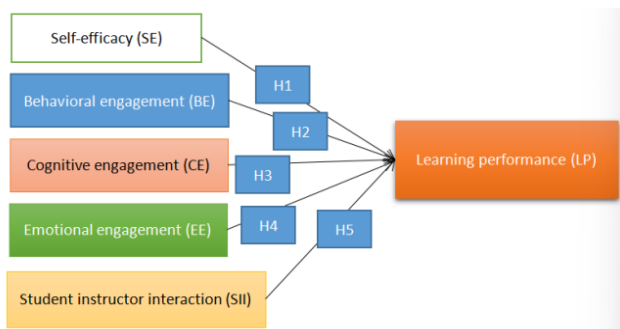 Self-efficacy (SE)
H1
Behavioral engagement (BE)
H2
Learning performance (LP)
Cognitive engagement (CE)
H3
Emotional engagement (EE)
H4
H5
Student instructor interaction (SII)